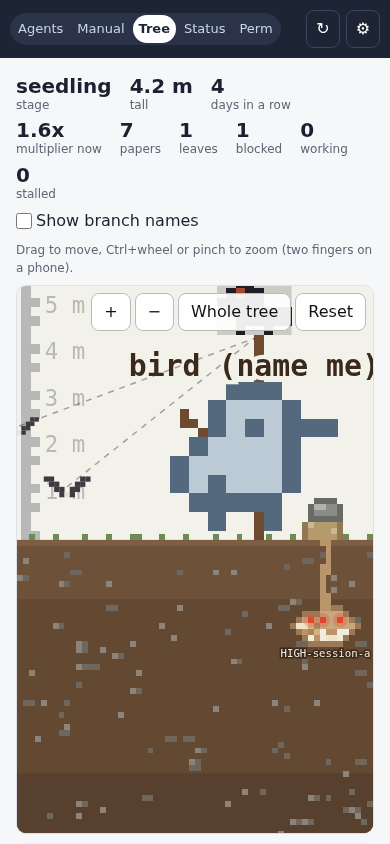 Agents Manual Tree Status Perm
seedling 4.2 m 4
stage tall days in a row
1.6x 7 1 1 0
multiplier now papers leaves blocked working
0
stalled
Show branch names
Drag to move, Ctrl+wheel or pinch to zoom (two fingers on
a phone).
+ − Whole tree Reset
5 m
4 m
bird (name me)
3 m
2 m
HIGH-session-a